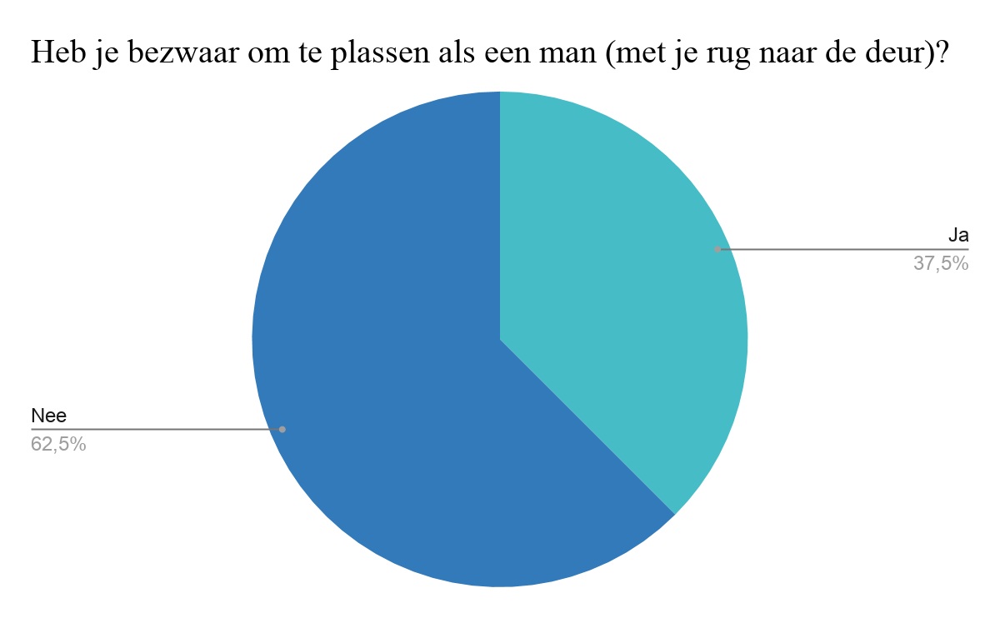 Heb je bezwaar om te plassen als een man (met je rug naar de deur)?
Ja
37,5%
Nee
62,5%